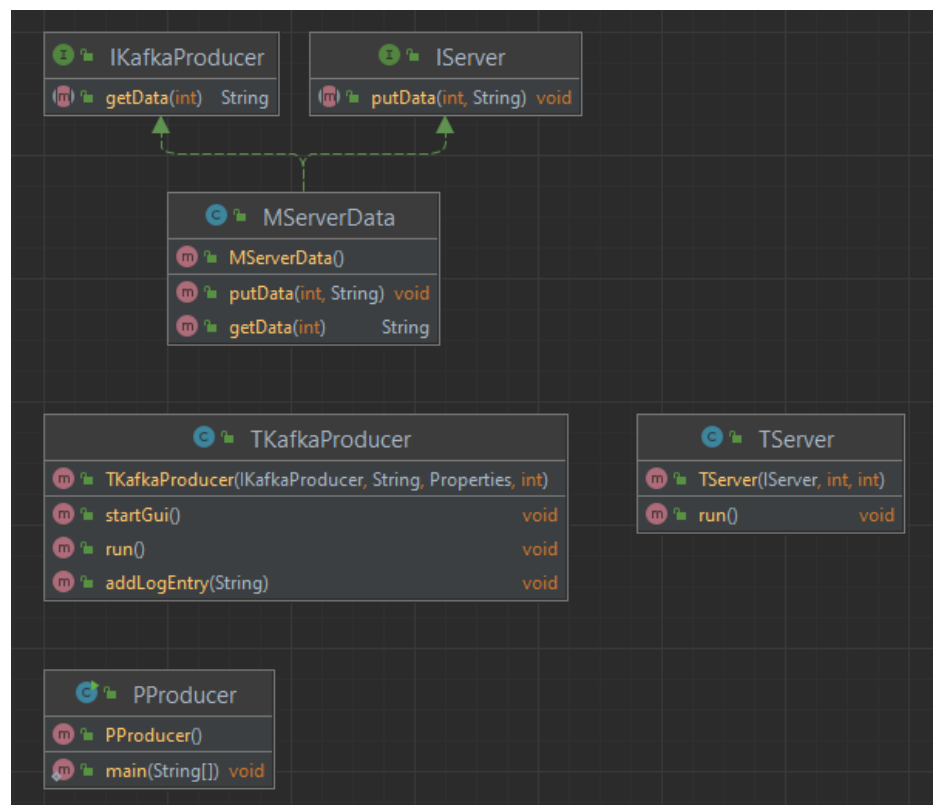 IKafkaProducer
getData(int) String
IServer
putData(int, String) void
MServerData
MServerData()
putData(int, String) void
getData(int) String
TKafkaProducer
TKafkaProducer(IKafkaProducer, String, Properties, int)
startGui() void
run() void
addLogEntry(String) void
TServer
TServer(IServer, int, int)
run() void
PProducer
PProducer()
main(String[]) void